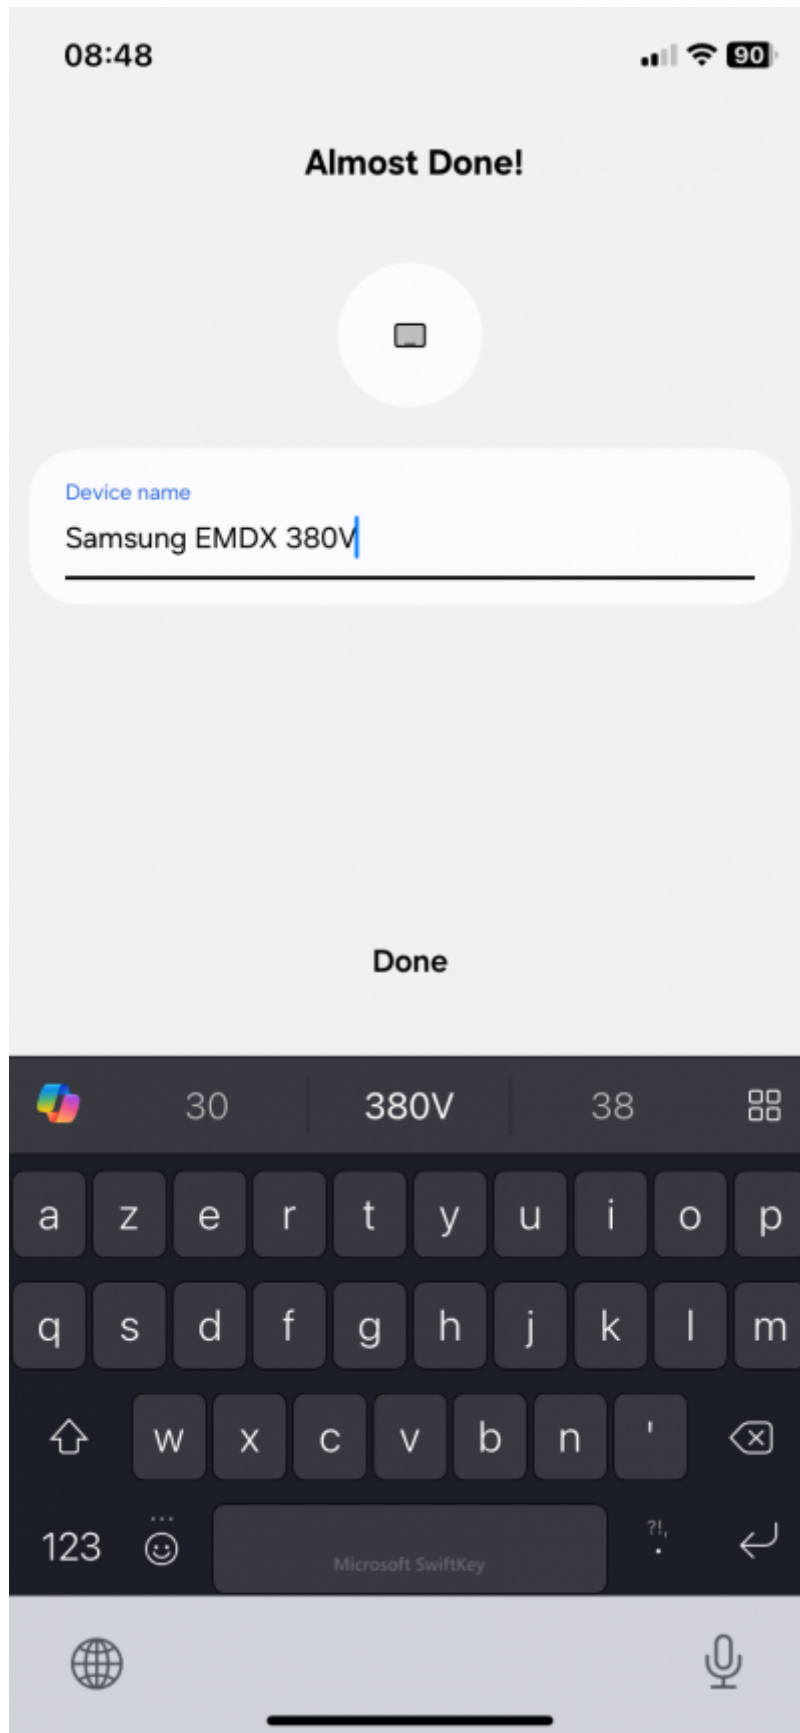 08:48 90
Almost Done!
Device name
Samsung EMDX 380V
Done
30 380V 38
a z e r t y u i o p
q s d f g h j k l m
w x c v b n '
123 ?!, .
Microsoft SwiftKey